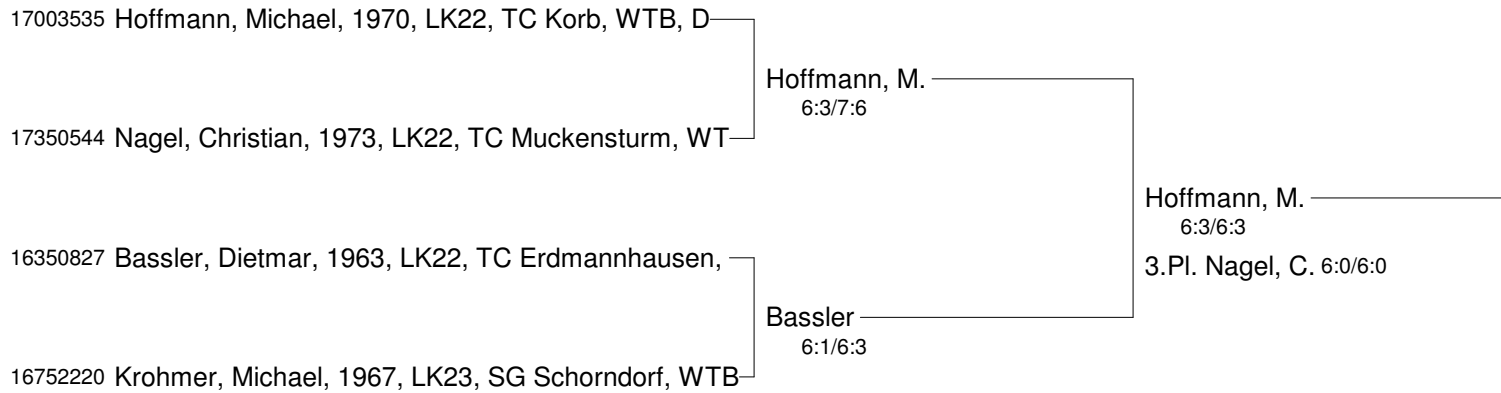 17003535 Hoffmann, Michael, 1970, LK22, TC Korb, WTB, D
Hoffmann, M.
6:3/7:6
17350544 Nagel, Christian, 1973, LK22, TC Muckensturm, WT
Hoffmann, M.
6:3/6:3
16350827 Bassler, Dietmar, 1963, LK22, TC Erdmannhausen,
3.Pl. Nagel, C. 6:0/6:0
Bassler
6:1/6:3
16752220 Krohmer, Michael, 1967, LK23, SG Schorndorf, WTB